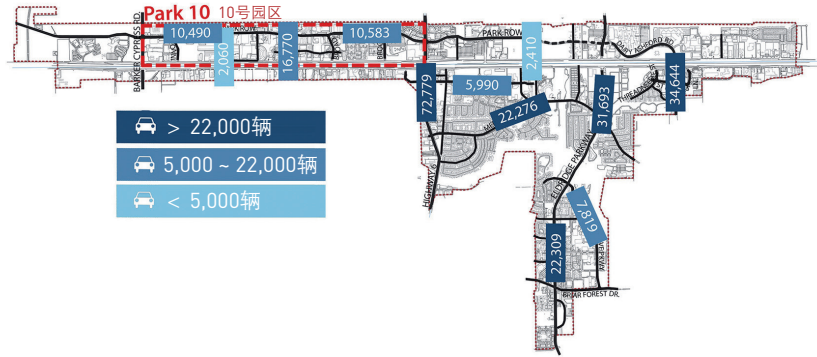 Park 10 10号园区
BARKER CYPRESS RD.
10,490
2,060
16,770
10,583
PARK ROW
72,779
HIGHWAY 6
5,990
2,410
22,276
31,693
34,644
ELDRIDGE PARKWAY
7,819
22,309
BRIAR FOREST DR.
> 22,000辆
5,000 ~ 22,000辆
< 5,000辆